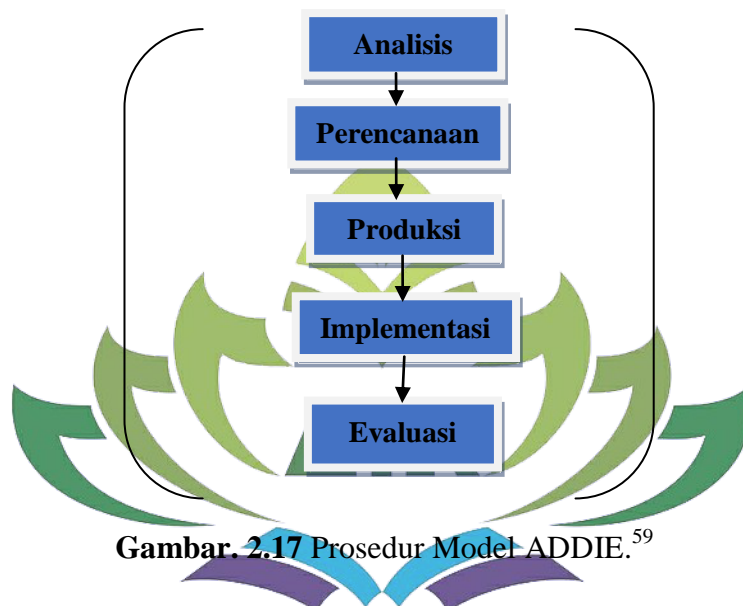 Analisis
Perencanaan
Produksi
Implementasi
Evaluasi
Gambar. 2.17 Prosedur Model ADDIE.⁵⁹